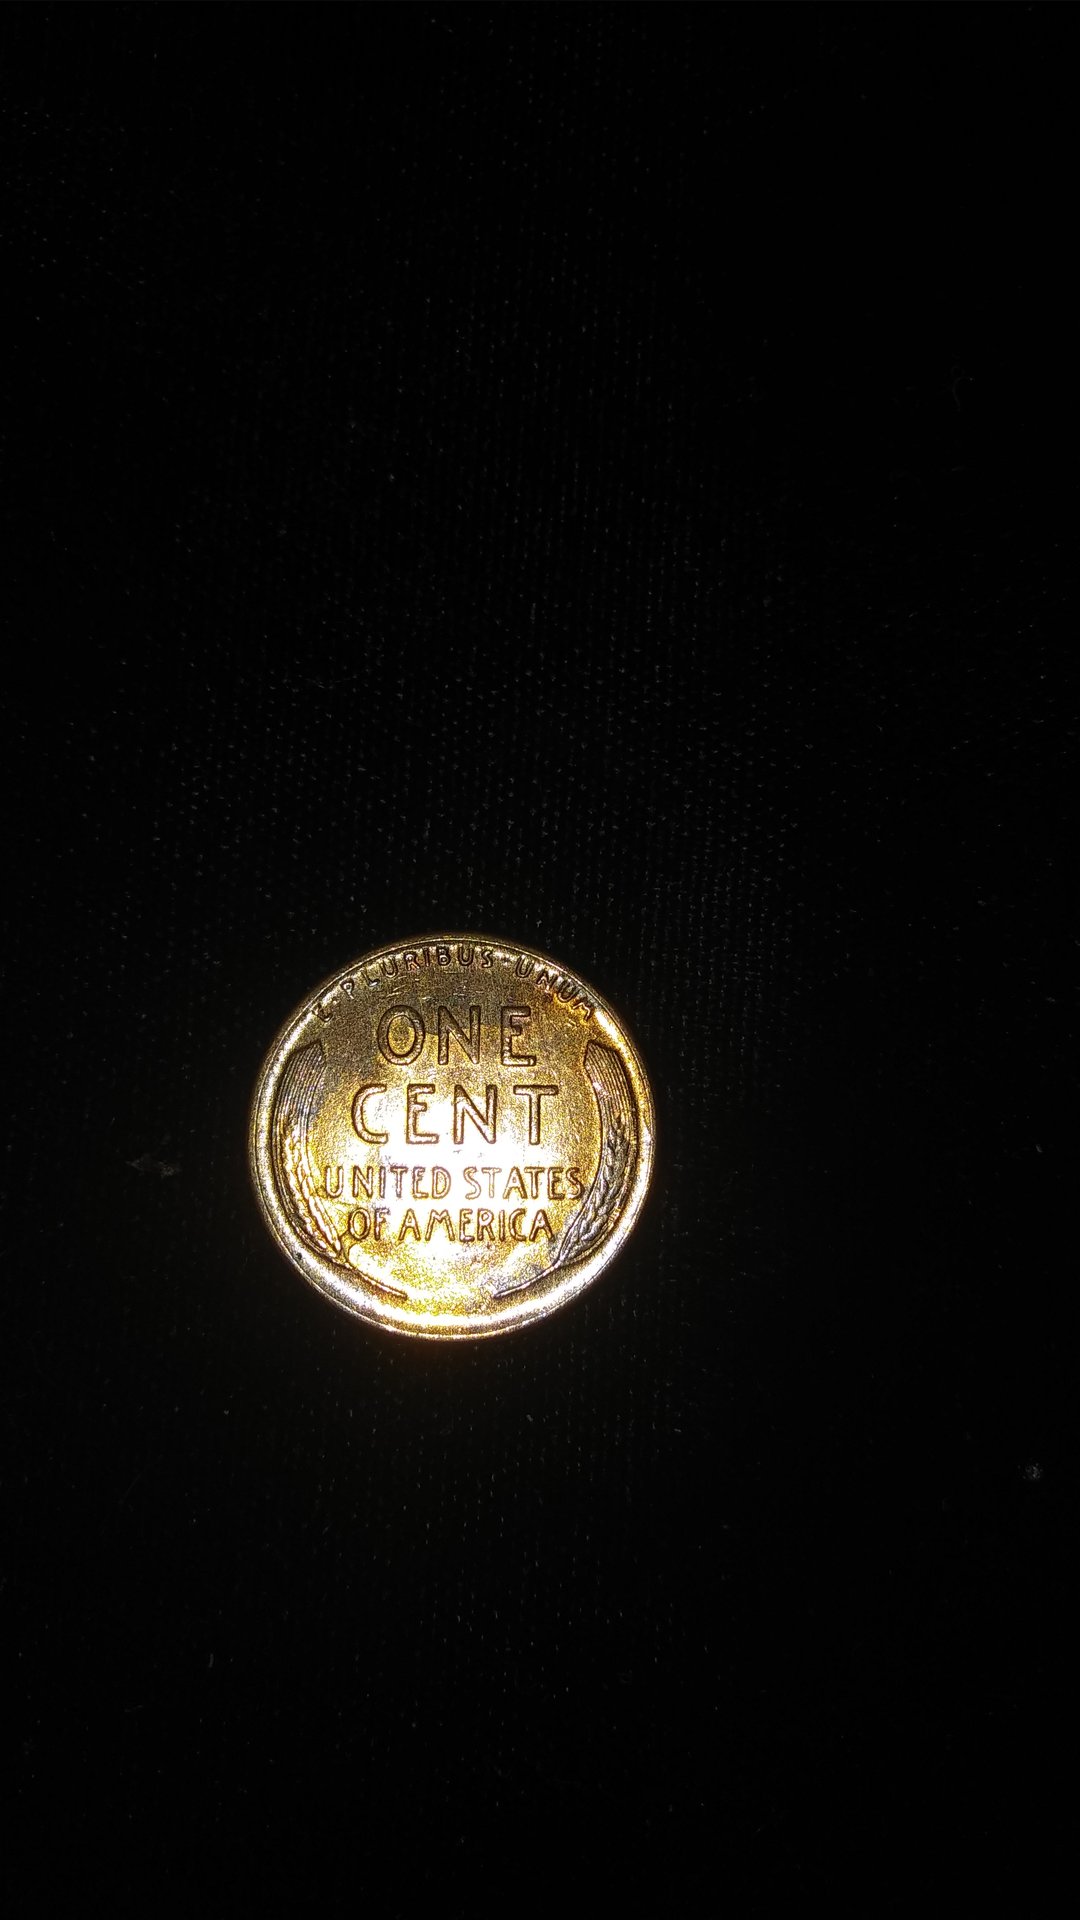 E · PLURIBUS · UNUM
ONE
CENT
UNITED STATES
OF AMERICA